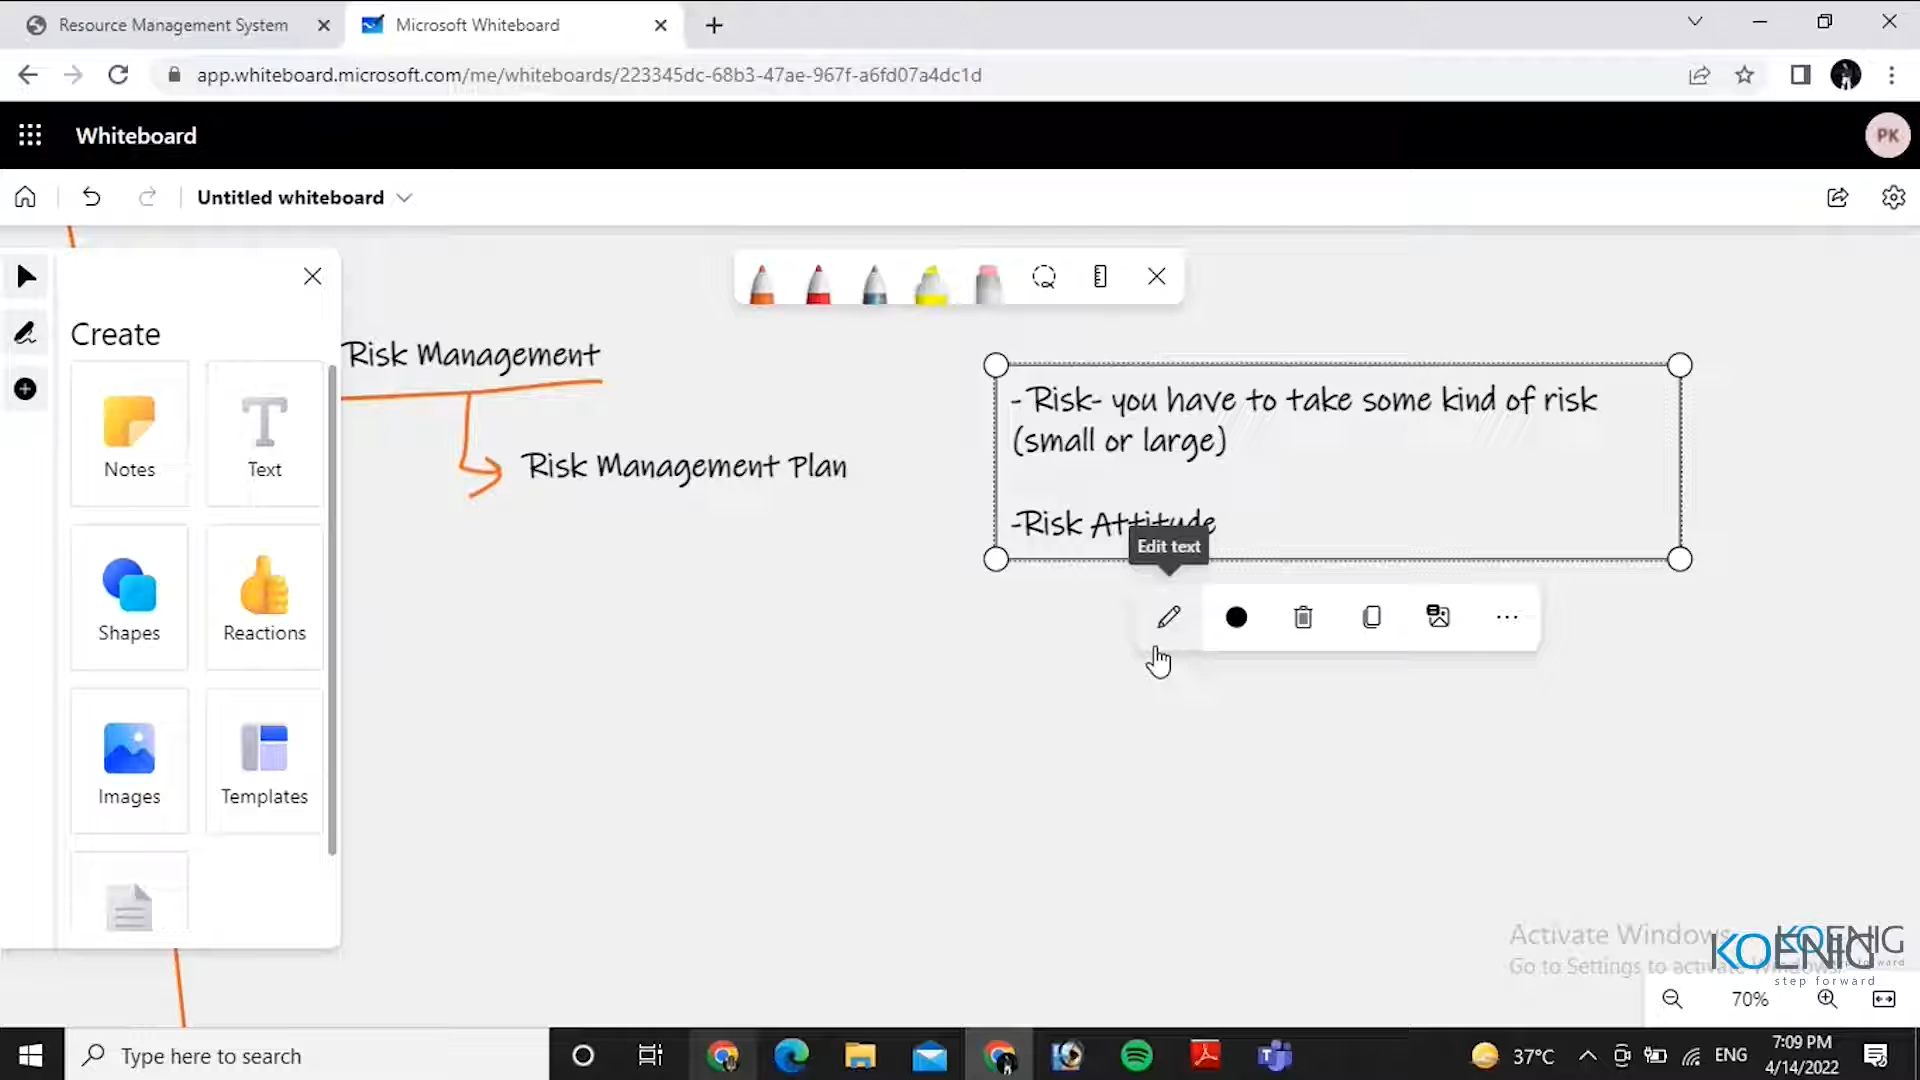 Resource Management System
Microsoft Whiteboard
app.whiteboard.microsoft.com/me/whiteboards/223345dc-68b3-47ae-967f-a6fd07a4dc1d
Whiteboard
PK
Untitled whiteboard
Create
Notes
Text
Shapes
Reactions
Images
Templates
Risk Management
Risk Management Plan
- Risk- you have to take some kind of risk
(small or large)
-Risk Attitude
Edit text
Activate Windows
Go to Settings to activate Windows.
KOENIG
KOENIG
step forward
70%
Type here to search
37°C
ENG
7:09 PM
4/14/2022